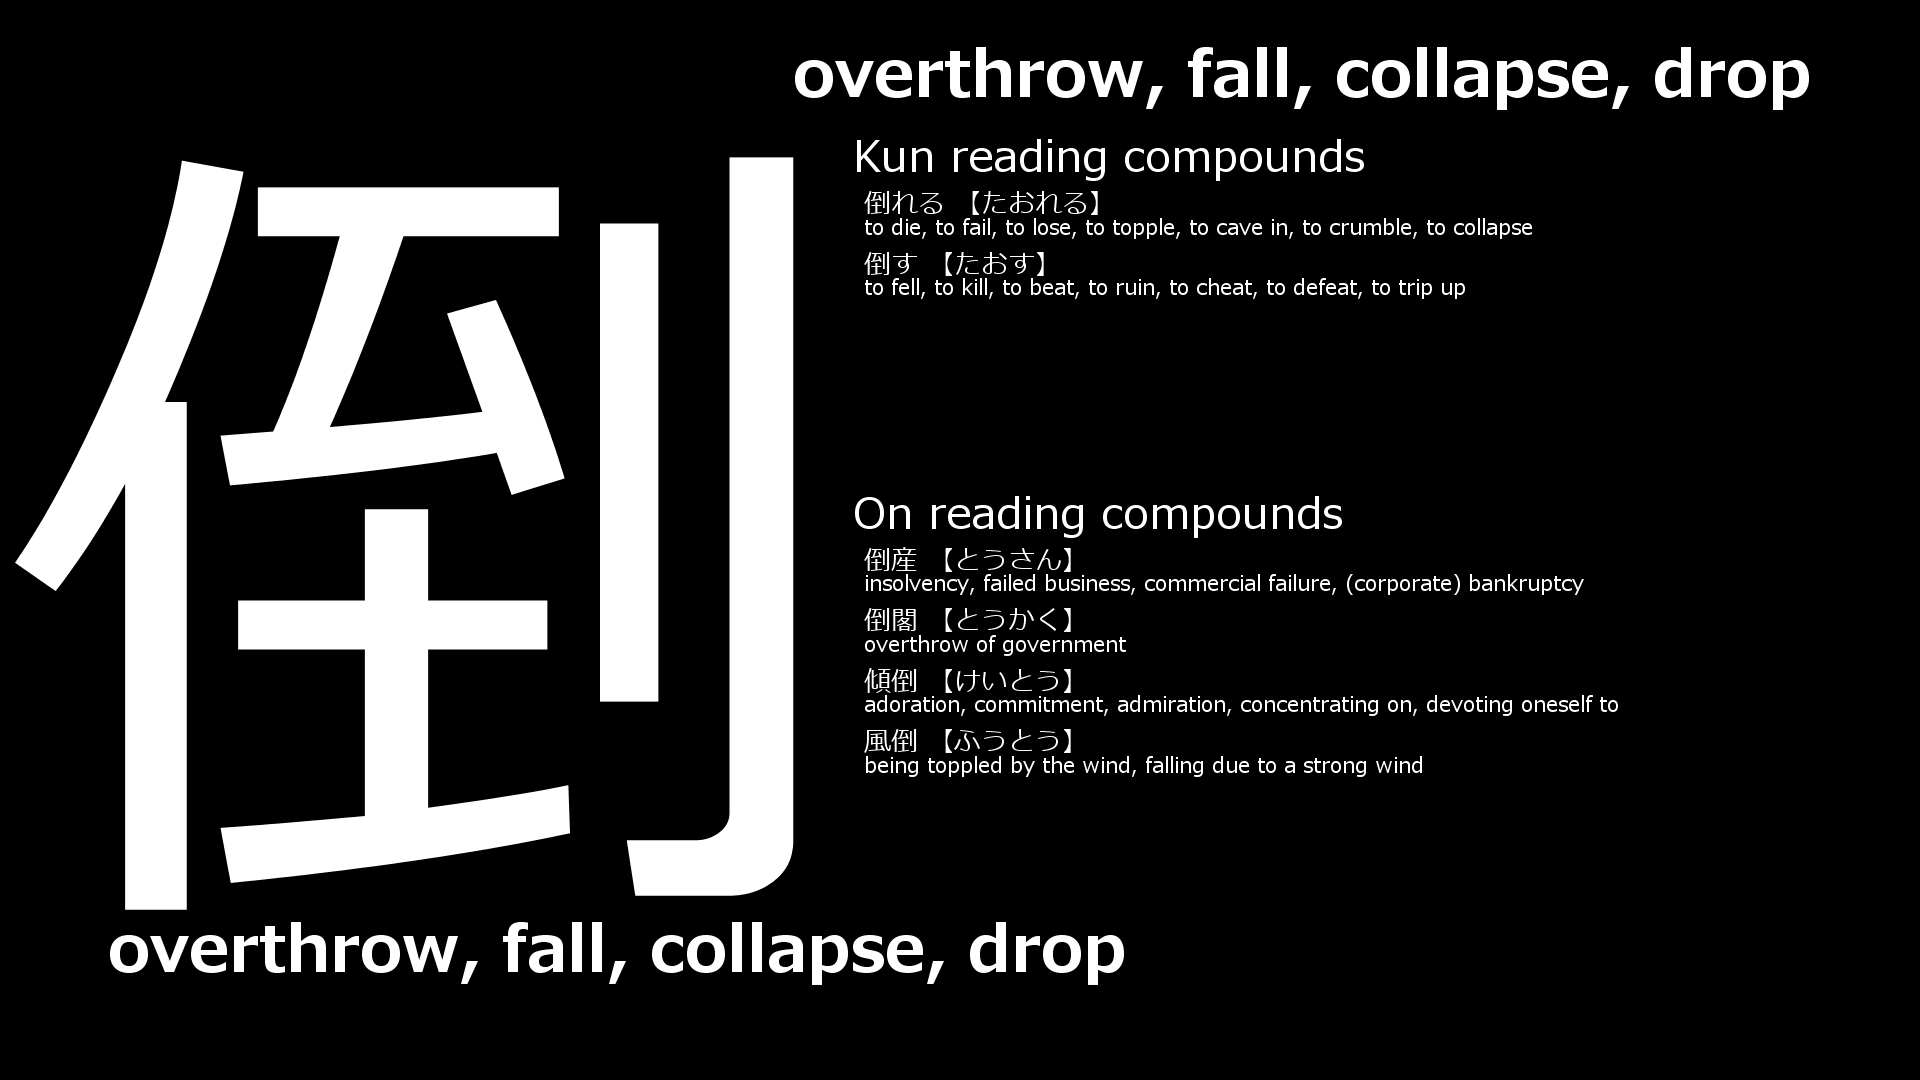 overthrow, fall, collapse, drop
倒
Kun reading compounds
倒れる 【たおれる】
to die, to fail, to lose, to topple, to cave in, to crumble, to collapse
倒す 【たおす】
to fell, to kill, to beat, to ruin, to cheat, to defeat, to trip up
On reading compounds
倒産 【とうさん】
insolvency, failed business, commercial failure, (corporate) bankruptcy
倒閣 【とうかく】
overthrow of government
傾倒 【けいとう】
adoration, commitment, admiration, concentrating on, devoting oneself to
風倒 【ふうとう】
being toppled by the wind, falling due to a strong wind
overthrow, fall, collapse, drop